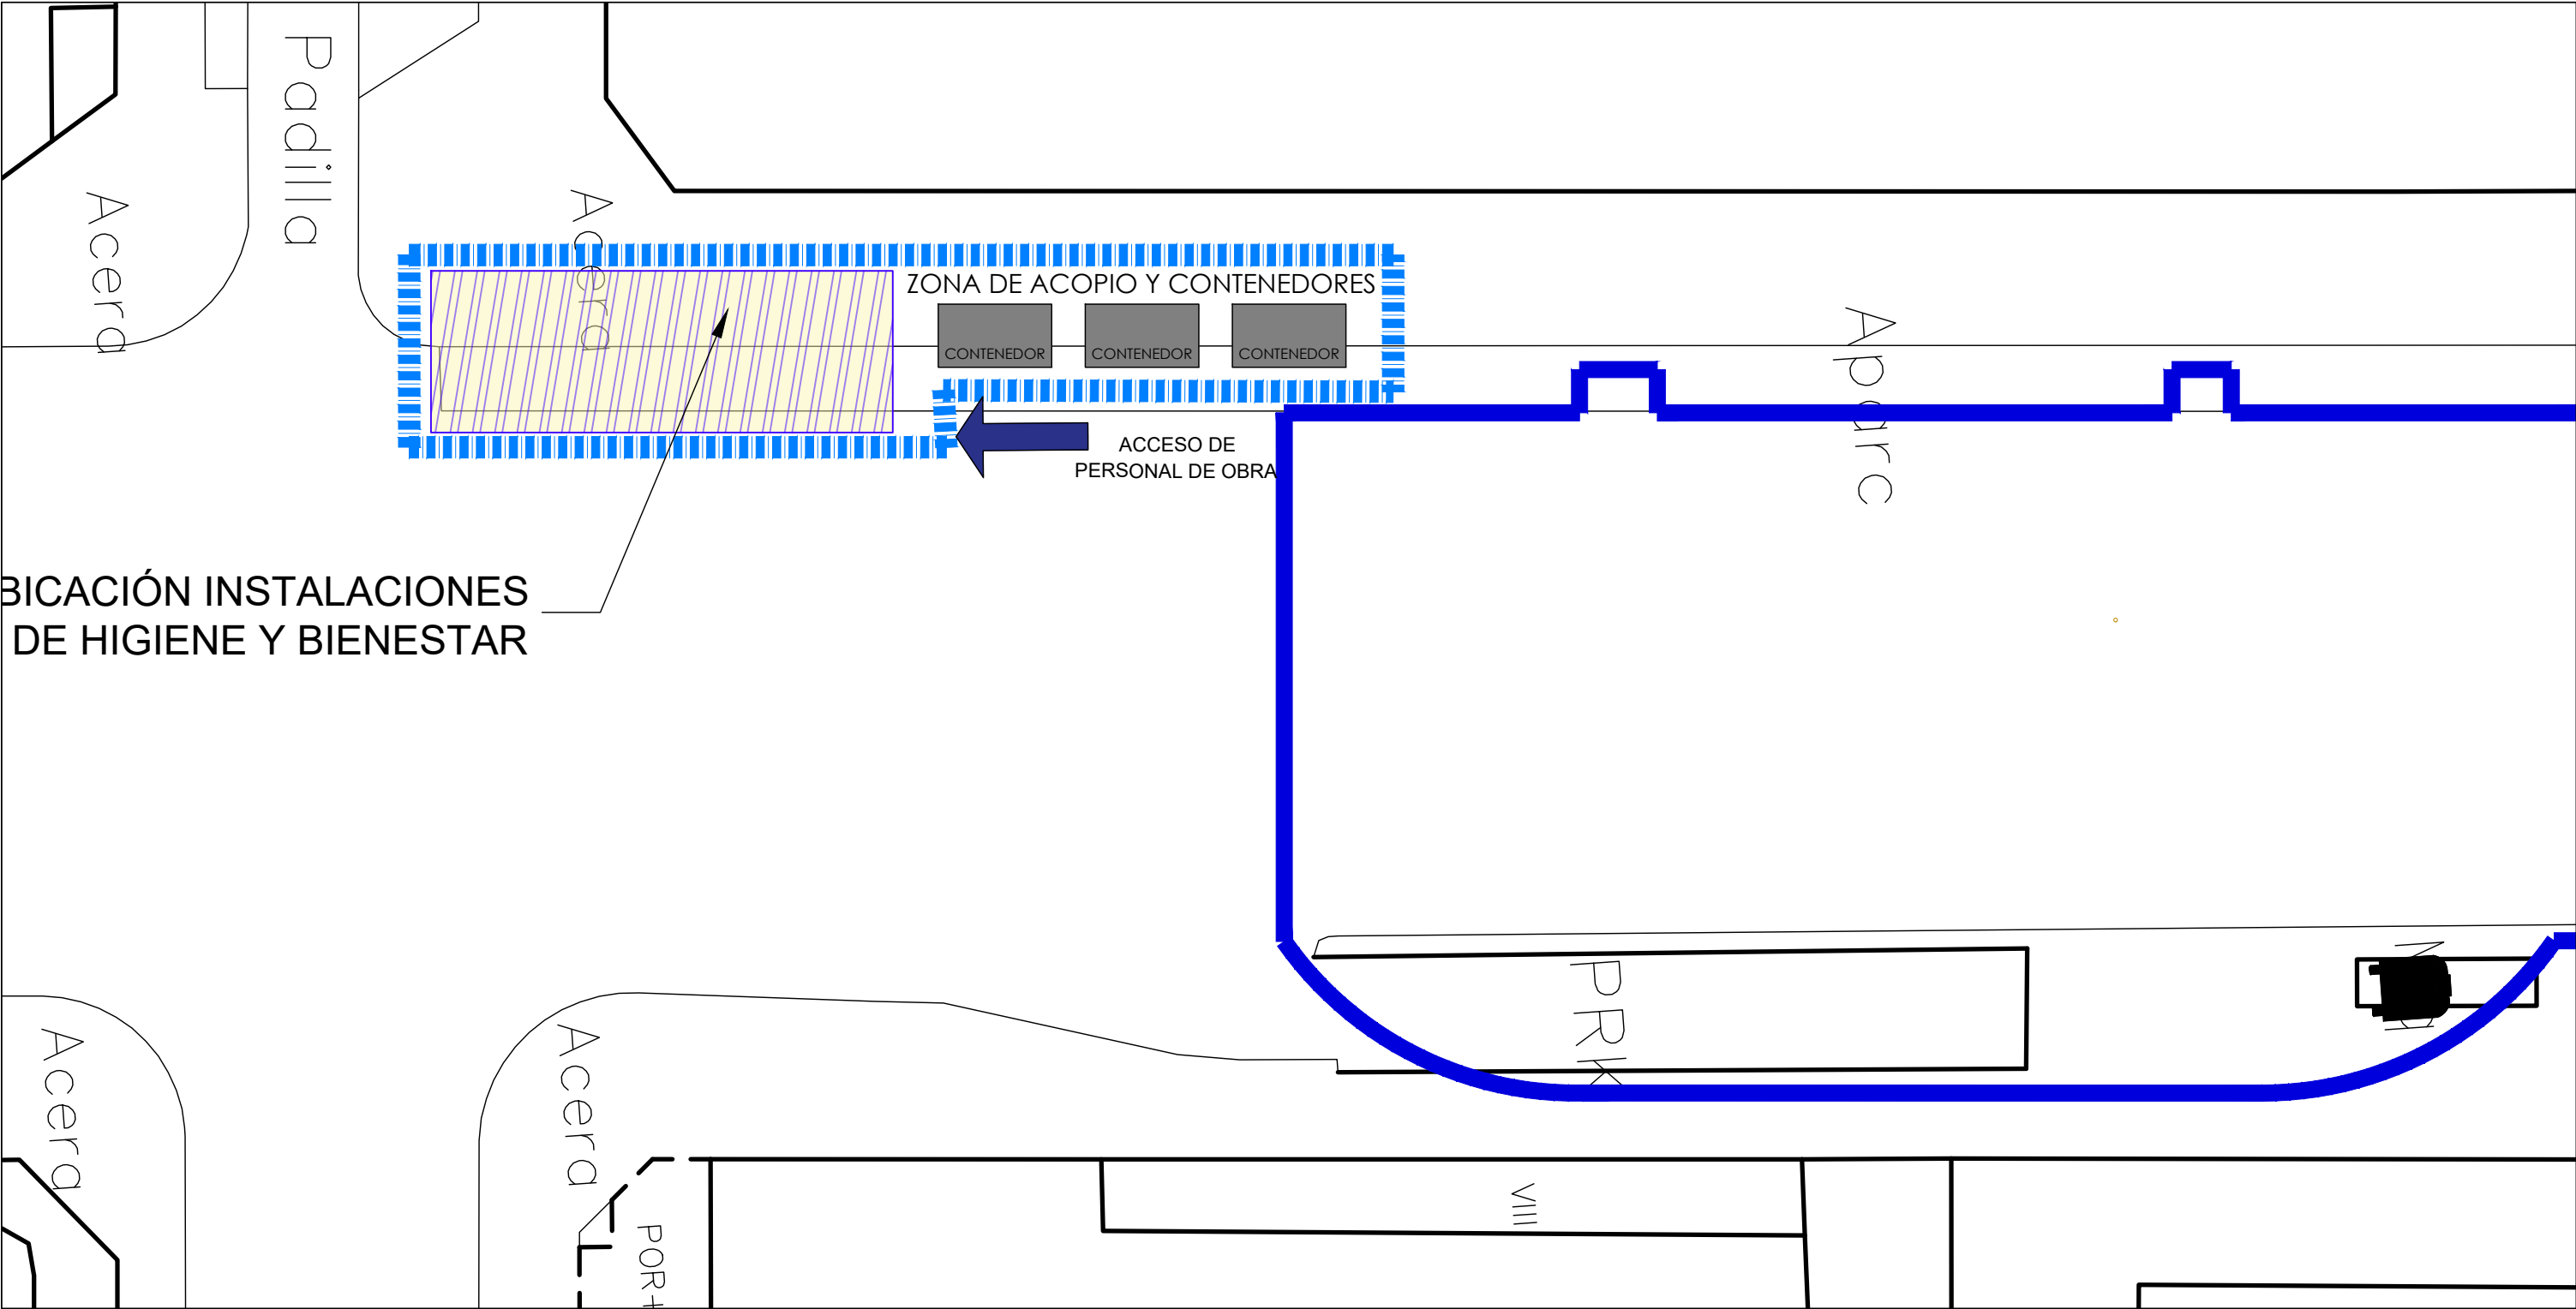 Padilla
Acera
Acera
ZONA DE ACOPIO Y CONTENEDORES
CONTENEDOR
CONTENEDOR
CONTENEDOR
Aparc
ACCESO DE
PERSONAL DE OBRA
BICACIÓN INSTALACIONES
DE HIGIENE Y BIENESTAR
PRK
Acera
Acera
VIII
POR